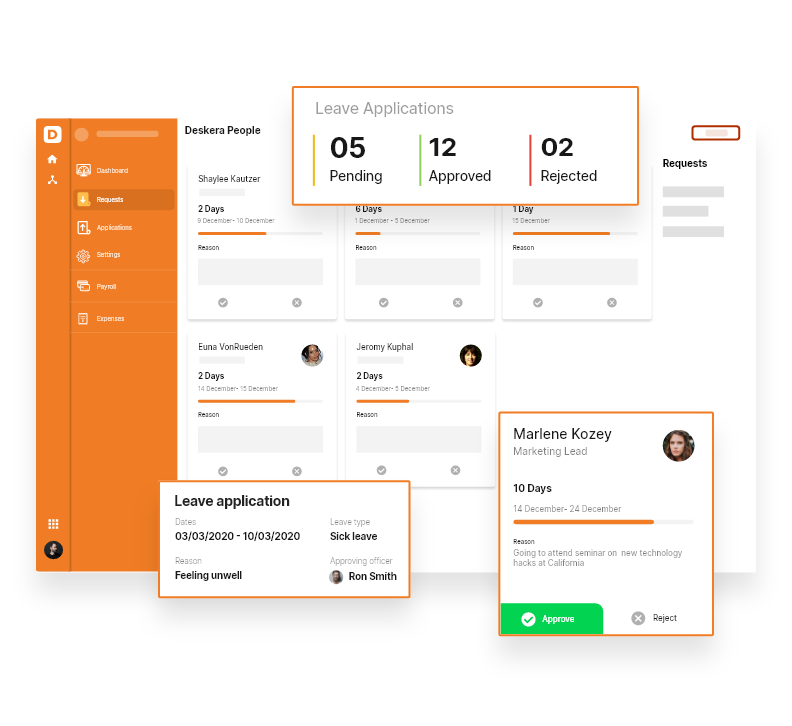 D
Deskera People
Leave Applications
05
Pending
12
Approved
02
Rejected
Dashboard
Requests
Applications
Settings
Payroll
Expenses
Requests
Shaylee Kautzer
2 Days
9 December- 10 December
Reason
6 Days
1 December - 5 December
Reason
1 Day
15 December
Reason
Euna VonRueden
2 Days
14 December- 15 December
Reason
Jeromy Kuphal
2 Days
4 December- 5 December
Reason
Marlene Kozey
Marketing Lead
10 Days
14 December- 24 December
Reason
Going to attend seminar on new technology
hacks at California
Approve
Reject
Leave application
Dates
Leave type
03/03/2020 - 10/03/2020
Sick leave
Reason
Approving officer
Feeling unwell
Ron Smith